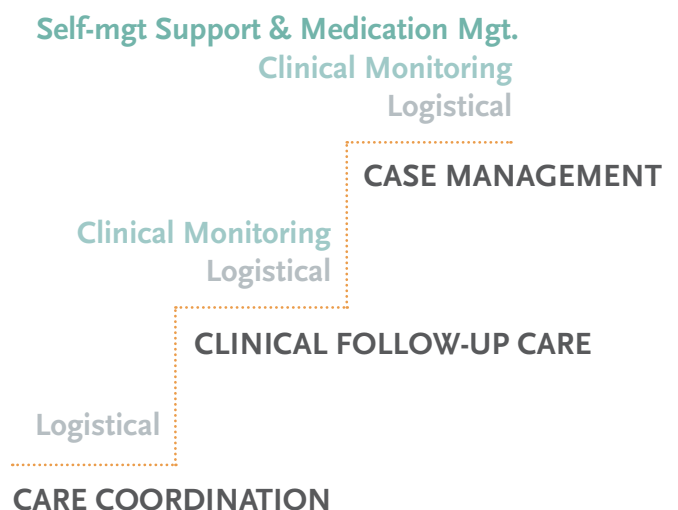 Self-mgt Support & Medication Mgt.
Clinical Monitoring
Logistical
CASE MANAGEMENT
Clinical Monitoring
Logistical
CLINICAL FOLLOW-UP CARE
Logistical
CARE COORDINATION